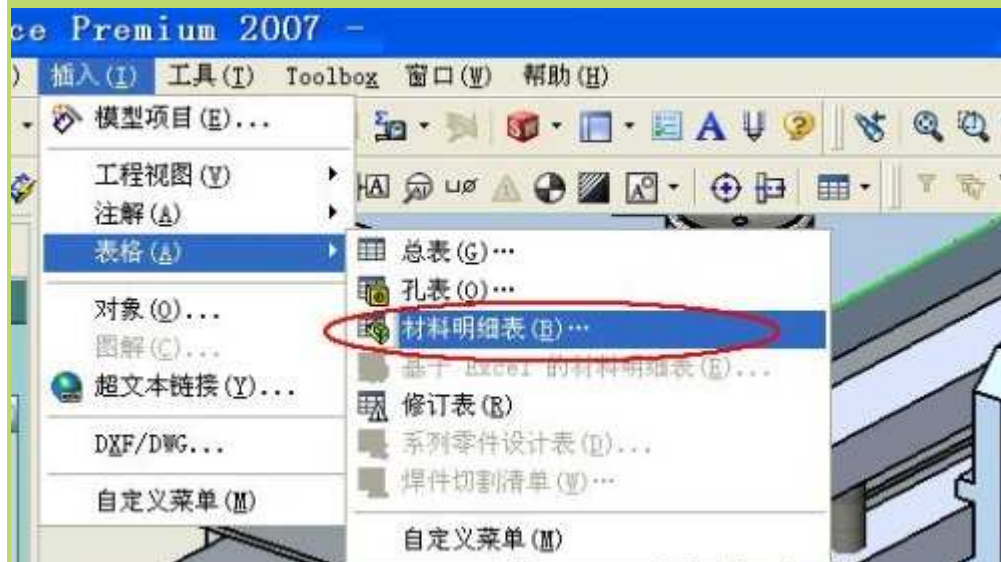 ce Premium 2007 -
) 插入(I) 工具(T) Toolbox 窗口(W) 帮助(H)
模型项目(E)...
工程视图(V)
注解(A)
表格(A)
总表(G)…
孔表(O)…
对象(O)...
材料明细表(B)…
图解(C)...
基于 Excel 的材料明细表(E)...
超文本链接(Y)...
修订表(R)
DXF/DWG...
系列零件设计表(D)...
焊件切割清单(W)…
自定义菜单(M)
自定义菜单(M)